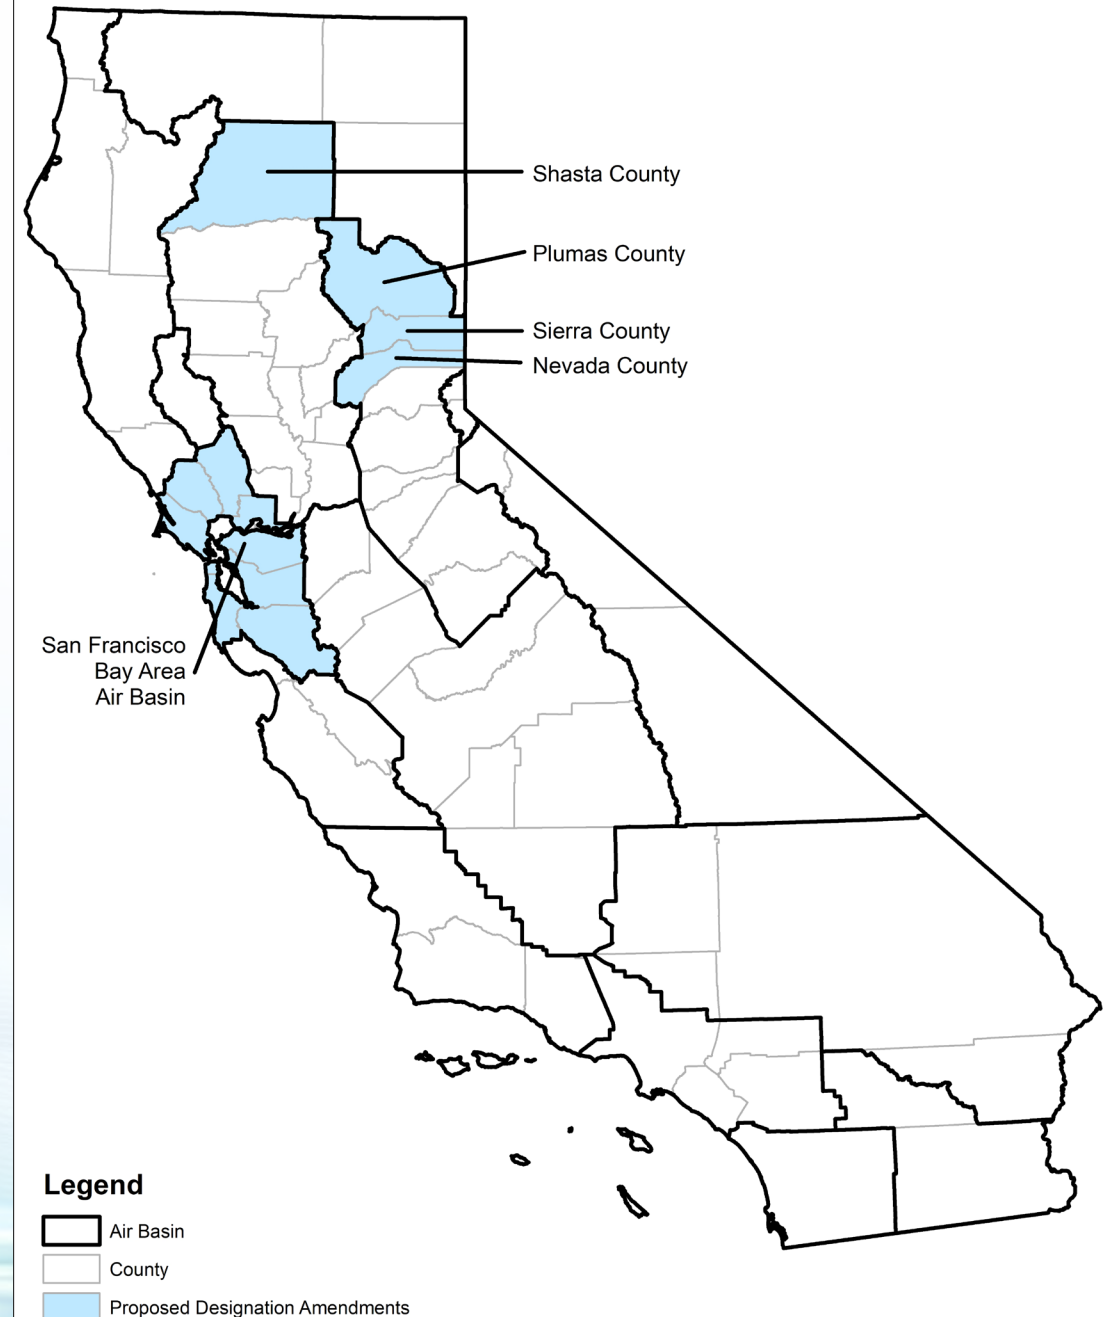 Shasta County
Plumas County
Sierra County
Nevada County
San Francisco
Bay Area
Air Basin
Legend
Air Basin
County
Proposed Designation Amendments